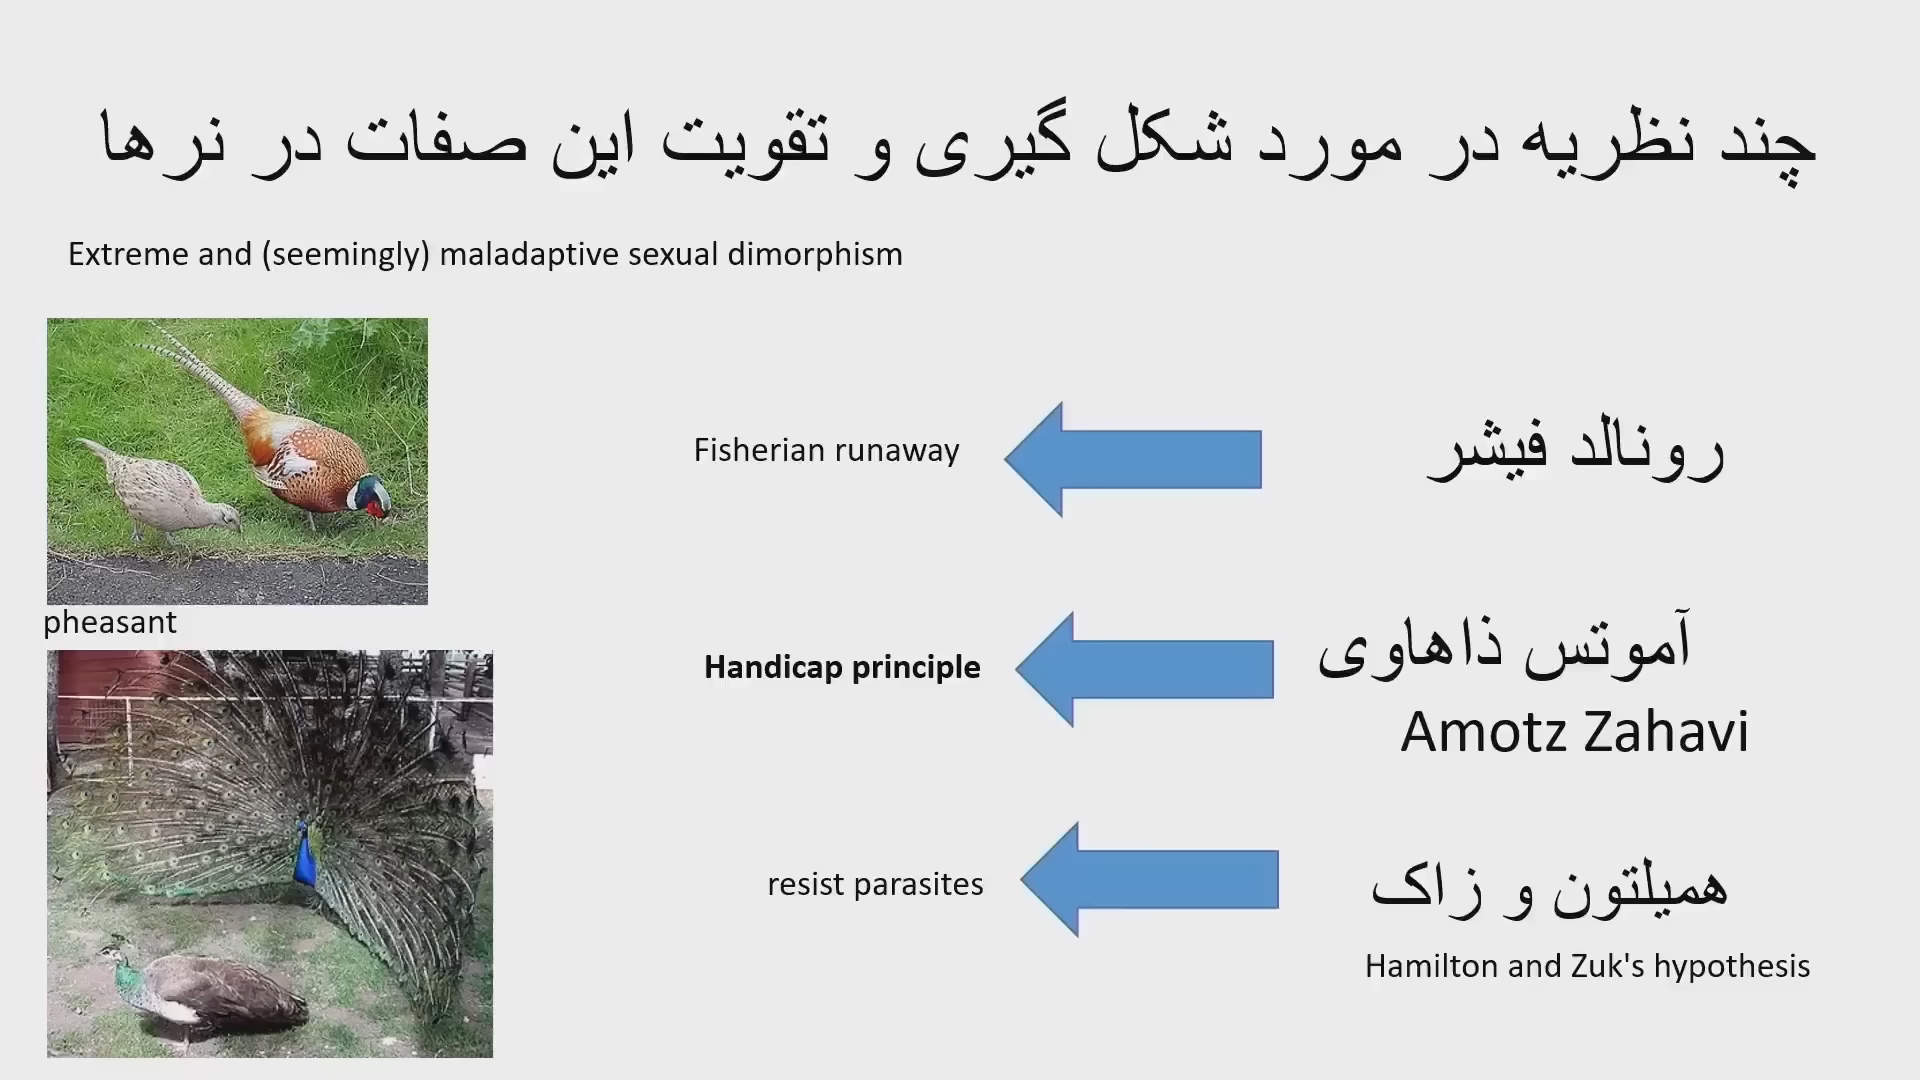 چند نظریه در مورد شکل گیری و تقویت این صفات در نرها
Extreme and (seemingly) maladaptive sexual dimorphism
رونالد فیشر
Fisherian runaway
pheasant
آموتس ذاهاوی
Amotz Zahavi
Handicap principle
همیلتون و زاک
Hamilton and Zuk's hypothesis
resist parasites